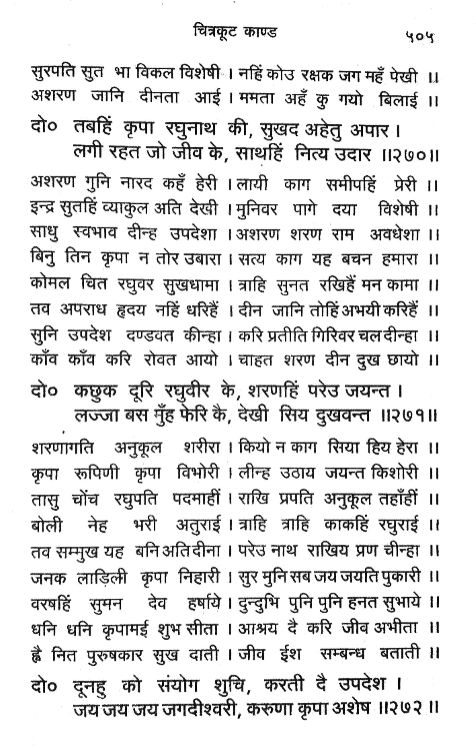 चित्रकूट काण्ड
५०५
सुरपति सुत भा विकल विशेषी । नहिं कोउ रक्षक जग महँ पेखी ।।
अशरण जानि दीनता आई । ममता अहँ कु गयो बिलाई ।।
दो० तबहिं कृपा रघुनाथ की, सुखद अहेतु अपार ।
लगी रहत जो जीव के, साथहिं नित्य उदार ।।२७०।।
अशरण गुनि नारद कहँ हेरी । लायी काग समीपहिं प्रेरी ।।
इन्द्र सुतहिं व्याकुल अति देखी । मुनिवर पागे दया विशेषी ।।
साधु स्वभाव दीन्ह उपदेशा । अशरण शरण राम अवधेशा ।।
बिनु तिन कृपा न तोर उबारा । सत्य काग यह बचन हमारा ।।
कोमल चित रघुवर सुखधामा । त्राहि सुनत रखिहैं मन कामा ।।
तव अपराध हृदय नहिं धरिहैं । दीन जानि तोहिं अभयी करिहैं ।।
सुनि उपदेश दण्डवत कीन्हा । करि प्रतीति गिरिवर चल दीन्हा ।।
काँव काँव करि रोवत आयो । चाहत शरण दीन दुख छायो ।।
दो० कछुक दूरि रघुवीर के, शरणहिं परेउ जयन्त ।
लज्जा बस मुँह फेरि कै, देखी सिय दुखवन्त ।।२७१।।
शरणागति अनुकूल शरीरा । कियो न काग सिया हिय हेरा ।।
कृपा रूपिणी कृपा विभोरी । लीन्ह उठाय जयन्त किशोरी ।।
तासु चोंच रघुपति पदमाहीं । राखि प्रपति अनुकूल तहाँहीं ।।
बोली नेह भरी अतुराई । त्राहि त्राहि काकहिं रघुराई ।।
तव सम्मुख यह बनि अति दीना । परेउ नाथ राखिय प्रण चीन्हा ।।
जनक लाड़िली कृपा निहारी । सुर मुनि सब जय जयति पुकारी ।।
वरषहिं सुमन देव हर्षाये । दुन्दुभि पुनि पुनि हनत सुभाये ।।
धनि धनि कृपामई शुभ सीता । आश्रय दै करि जीव अभीता ।।
ह्वै नित पुरुषकार सुख दाती । जीव ईश सम्बन्ध बताती ।।
दो० दूनहु को संयोग शुचि, करती दै उपदेश ।
जय जय जय जगदीश्वरी, करुणा कृपा अशेष ।।२७२।।